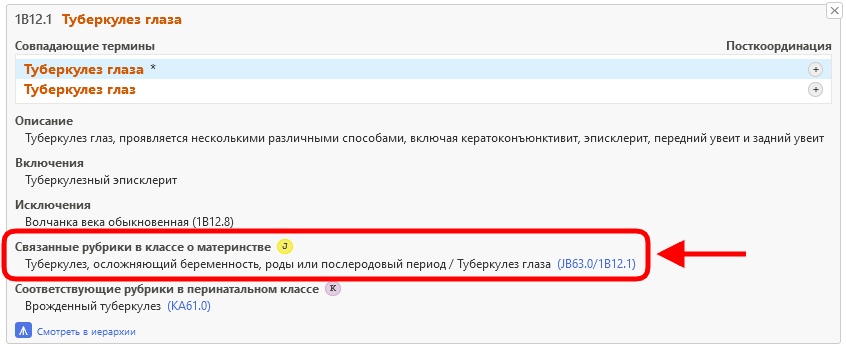 1B12.1 Туберкулез глаза
Совпадающие термины Посткоординация
Туберкулез глаза *
Туберкулез глаз
Описание
Туберкулез глаз, проявляется несколькими различными способами, включая кератоконъюнктивит, эписклерит, передний увеит и задний увеит
Включения
Туберкулезный эписклерит
Исключения
Волчанка века обыкновенная (1B12.8)
Связанные рубрики в классе о материнстве J
Туберкулез, осложняющий беременность, роды или послеродовый период / Туберкулез глаза (JB63.0/1B12.1)
Соответствующие рубрики в перинатальном классе K
Врожденный туберкулез (KA61.0)
Смотреть в иерархии